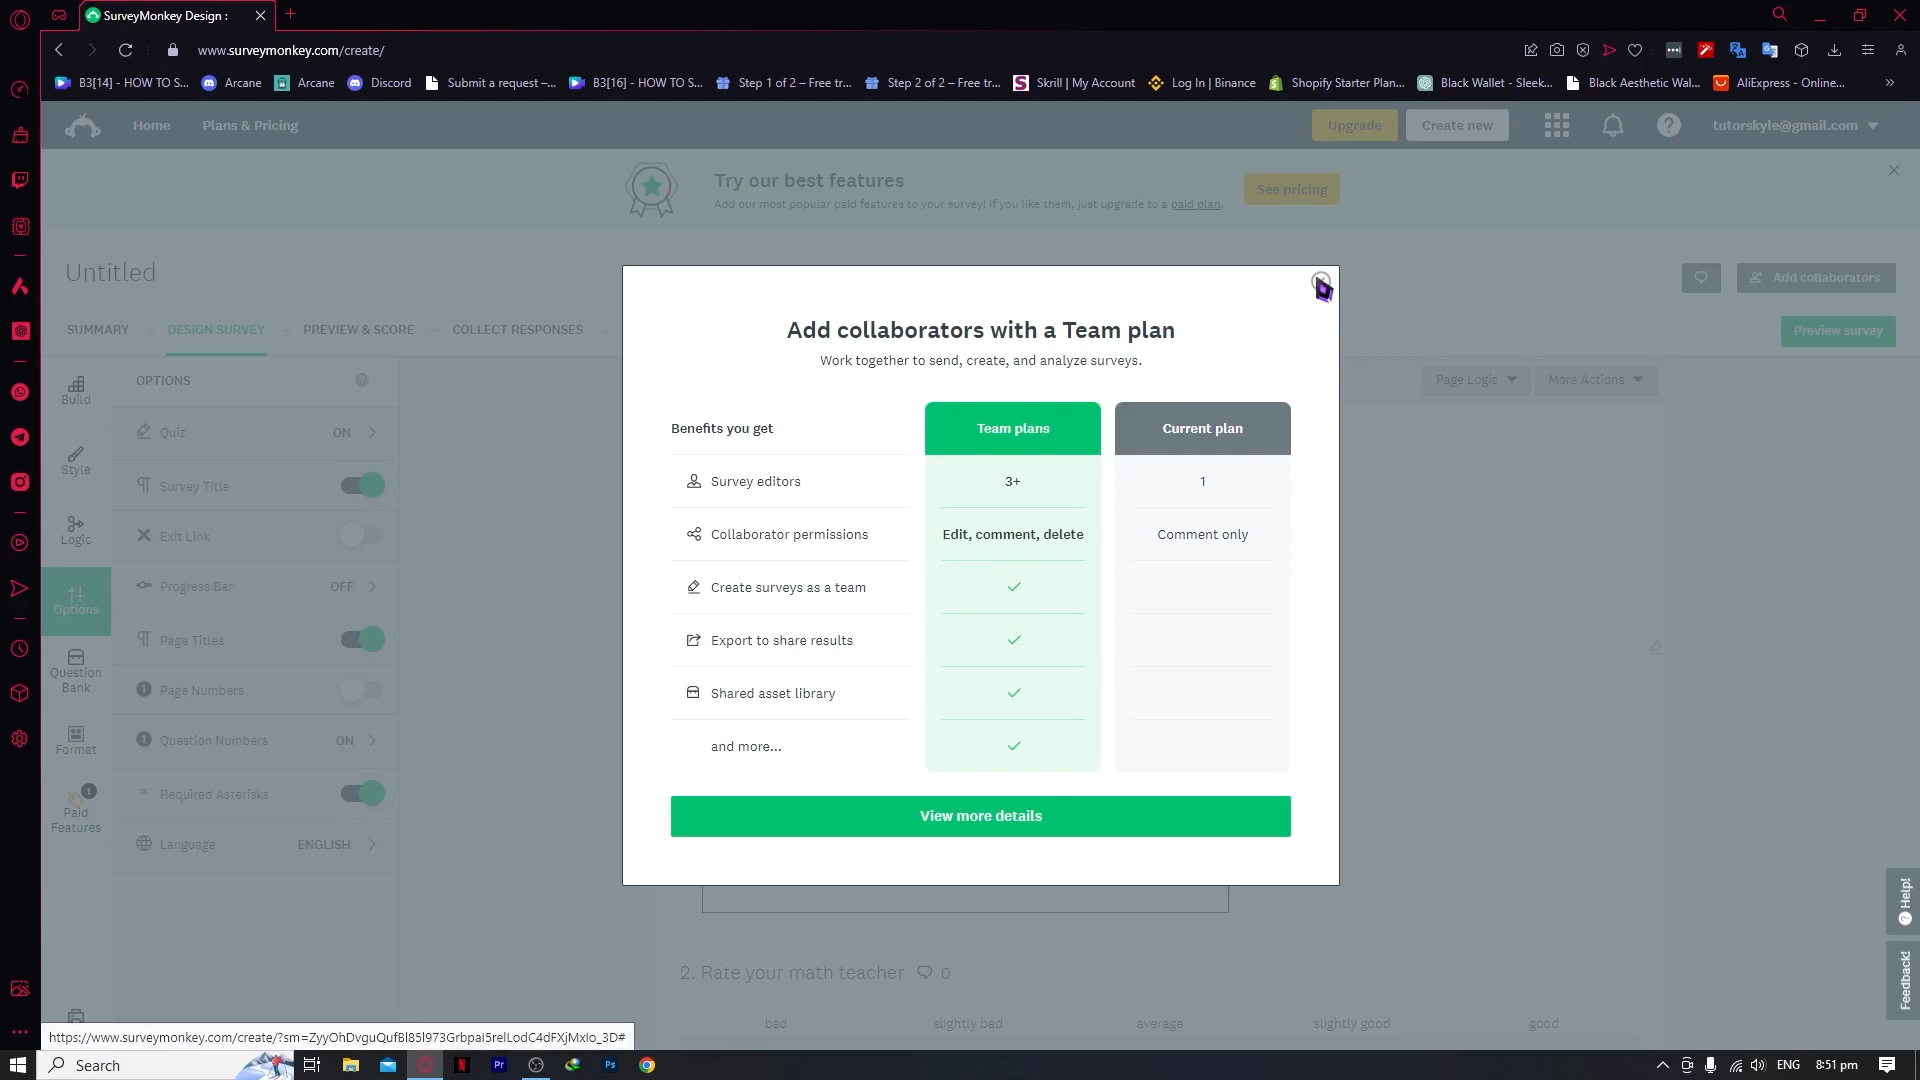 SurveyMonkey Design :
www.surveymonkey.com/create/
B3[14] - HOW TO S...
Arcane
Arcane
Discord
Submit a request –...
B3[16] - HOW TO S...
Step 1 of 2 – Free tr...
Step 2 of 2 – Free tr...
Skrill | My Account
Log In | Binance
Shopify Starter Plan...
Black Wallet - Sleek...
Black Aesthetic Wal...
AliExpress - Online...
Home
Plans & Pricing
Upgrade
Create new
tutorskyle@gmail.com
Try our best features
Add our most popular paid features to your survey! If you like them, just upgrade to a paid plan.
See pricing
Untitled
Add collaborators
SUMMARY
DESIGN SURVEY
PREVIEW & SCORE
COLLECT RESPONSES
Preview survey
Page Logic
More Actions
Build
Style
Logic
Options
Question
Bank
Format
1
Paid
Features
OPTIONS
Quiz ON
Survey Title
Exit Link
Progress Bar OFF
Page Titles
Page Numbers
Question Numbers ON
Required Asterisks
Language ENGLISH
Add collaborators with a Team plan
Work together to send, create, and analyze surveys.
Benefits you get
Team plans
Current plan
Survey editors
3+
1
Collaborator permissions
Edit, comment, delete
Comment only
Create surveys as a team
Export to share results
Shared asset library
and more...
View more details
2. Rate your math teacher 0
bad
slightly bad
average
slightly good
good
Help!
Feedback!
https://www.surveymonkey.com/create/?sm=ZyyOhDvguQufBl85l973GrbpaI5relLodC4dFXjMxIo_3D#
Search
ENG
8:51 pm